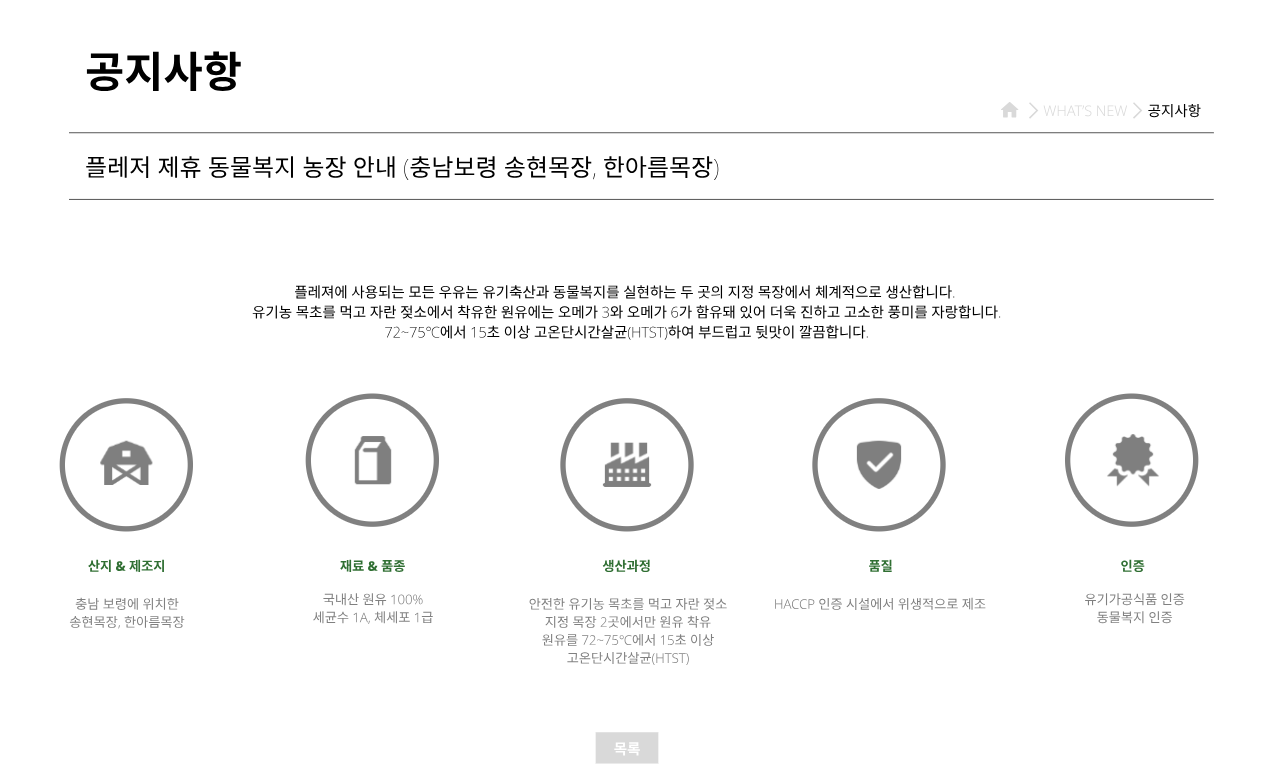 공지사항
WHAT'S NEW 공지사항
플레저 제휴 동물복지 농장 안내 (충남보령 송현목장, 한아름목장)
플레져에 사용되는 모든 우유는 유기축산과 동물복지를 실현하는 두 곳의 지정 목장에서 체계적으로 생산합니다.
유기농 목초를 먹고 자란 젖소에서 착유한 원유에는 오메가 3와 오메가 6가 함유돼 있어 더욱 진하고 고소한 풍미를 자랑합니다.
72~75℃에서 15초 이상 고온단시간살균(HTST)하여 부드럽고 뒷맛이 깔끔합니다.
산지 & 제조지
충남 보령에 위치한
송현목장, 한아름목장
재료 & 품종
국내산 원유 100%
세균수 1A, 체세포 1급
생산과정
안전한 유기농 목초를 먹고 자란 젖소
지정 목장 2곳에서만 원유 착유
원유를 72~75℃에서 15초 이상
고온단시간살균(HTST)
품질
HACCP 인증 시설에서 위생적으로 제조
인증
유기가공식품 인증
동물복지 인증
목록